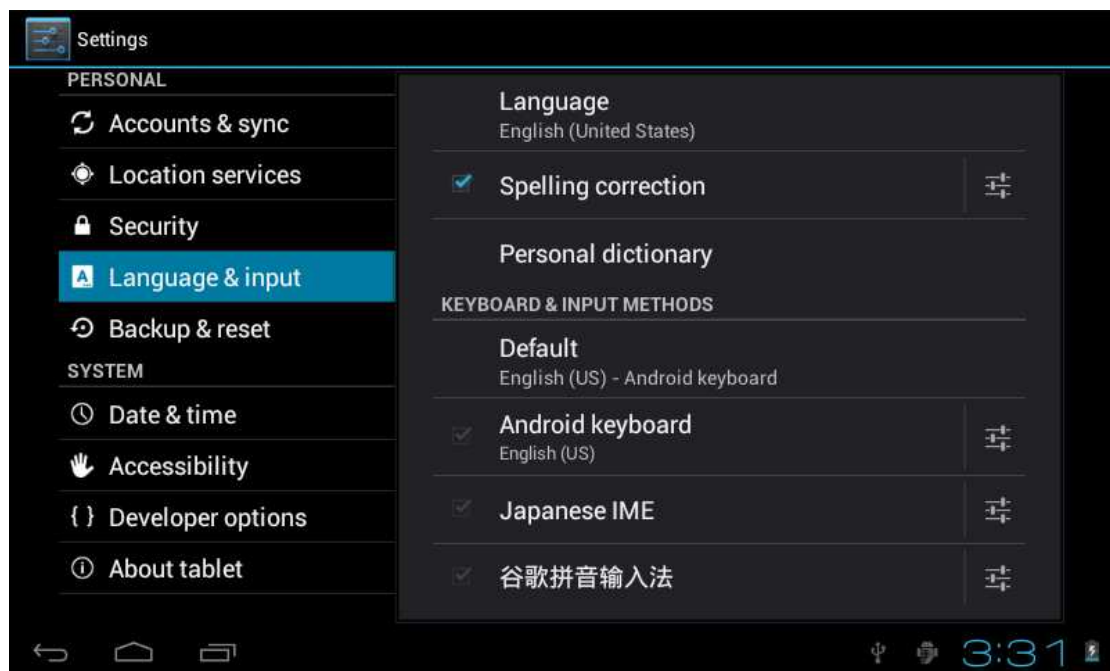 Settings
PERSONAL
Accounts & sync
Location services
Security
Language & input
Backup & reset
SYSTEM
Date & time
Accessibility
{ } Developer options
About tablet
Language
English (United States)
Spelling correction
Personal dictionary
KEYBOARD & INPUT METHODS
Default
English (US) - Android keyboard
Android keyboard
English (US)
Japanese IME
谷歌拼音输入法
3:31